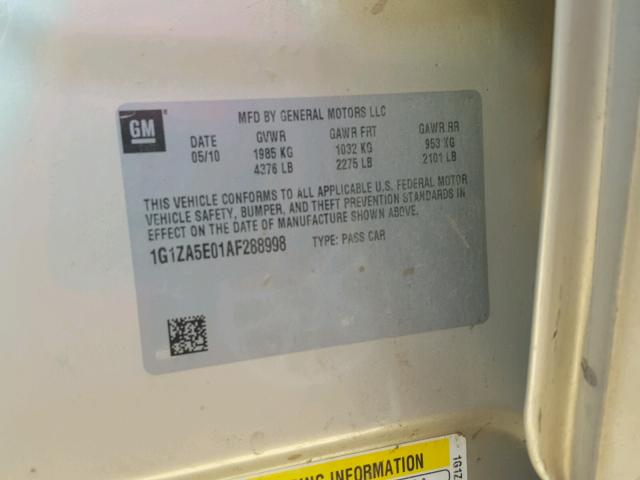 GM
MFD BY GENERAL MOTORS LLC
DATE GVWR GAWR FRT GAWR RR
05/10 1985 KG 1032 KG 953 KG
4376 LB 2275 LB 2101 LB
THIS VEHICLE CONFORMS TO ALL APPLICABLE U.S. FEDERAL MOTOR
VEHICLE SAFETY, BUMPER, AND THEFT PREVENTION STANDARDS IN
EFFECT ON THE DATE OF MANUFACTURE SHOWN ABOVE.
1G1ZA5E01AF288998 TYPE: PASS CAR
INFORMATION
1G1Z